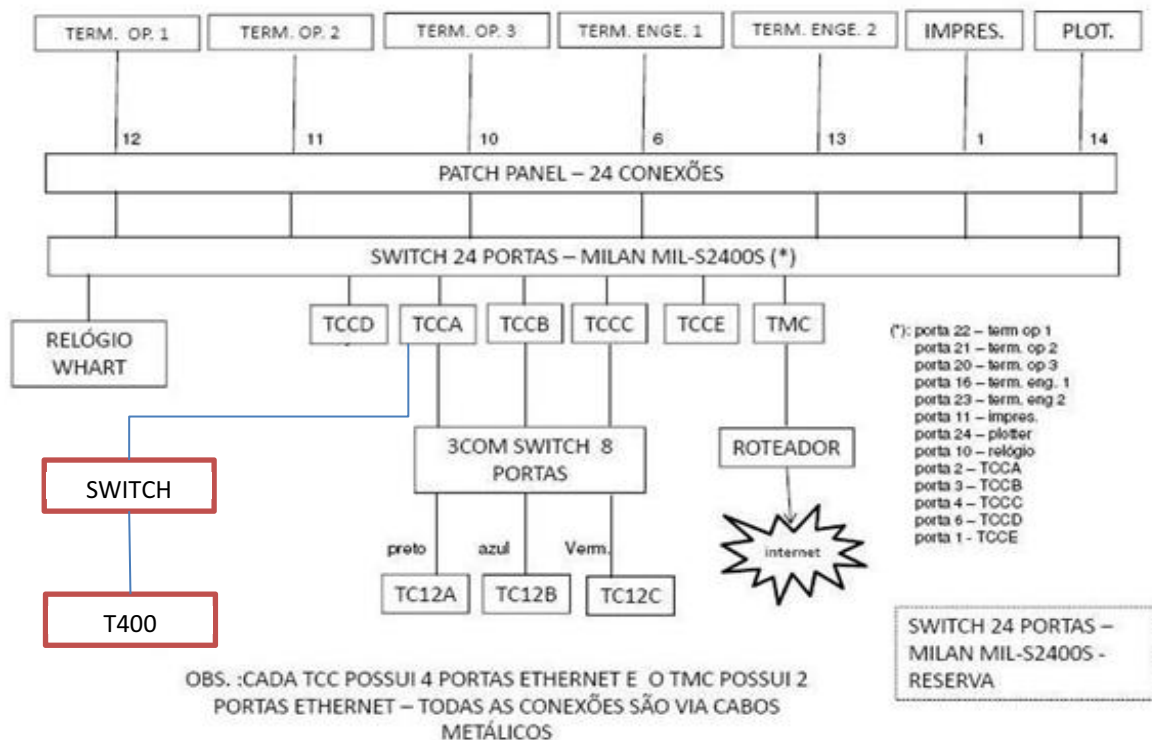 TERM. OP. 1
TERM. OP. 2
TERM. OP. 3
TERM. ENGE. 1
TERM. ENGE. 2
IMPRES.
PLOT.
12
11
10
6
13
1
14
PATCH PANEL – 24 CONEXÕES
SWITCH 24 PORTAS – MILAN MIL-S2400S (*)
RELÓGIO
WHART
TCCD
TCCA
TCCB
TCCC
TCCE
TMC
(*): porta 22 – term op 1
porta 21 – term. op 2
porta 20 – term. op 3
porta 16 – term. eng. 1
porta 23 – term. eng 2
porta 11 – impres.
porta 24 – plotter
porta 10 – relógio
porta 2 – TCCA
porta 3 – TCCB
porta 4 – TCCC
porta 6 – TCCD
porta 1 - TCCE
3COM SWITCH 8
PORTAS
ROTEADOR
SWITCH
internet
preto
azul
Verm.
TC12A
TC12B
TC12C
T400
SWITCH 24 PORTAS –
MILAN MIL-S2400S -
RESERVA
OBS. :CADA TCC POSSUI 4 PORTAS ETHERNET E O TMC POSSUI 2
PORTAS ETHERNET – TODAS AS CONEXÕES SÃO VIA CABOS
METÁLICOS